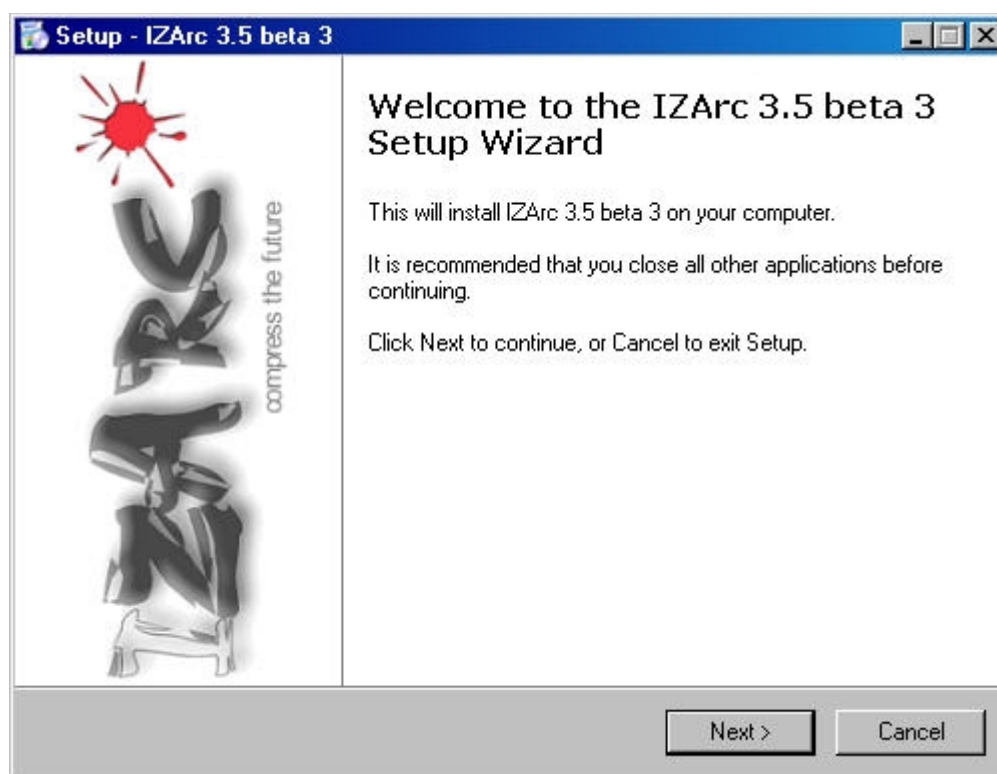 Setup - IZArc 3.5 beta 3
IZARC
compress the future
Welcome to the IZArc 3.5 beta 3
Setup Wizard
This will install IZArc 3.5 beta 3 on your computer.
It is recommended that you close all other applications before
continuing.
Click Next to continue, or Cancel to exit Setup.
Next >
Cancel